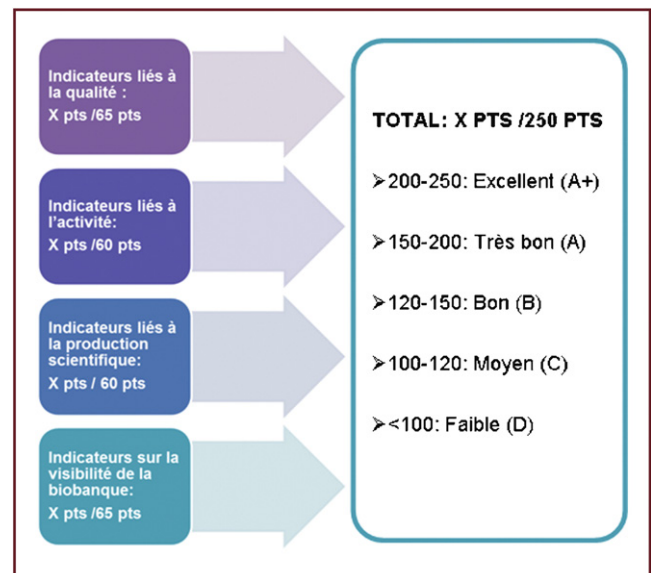 Indicateurs liés à
la qualité :
X pts /65 pts
Indicateurs liés à
l'activité:
X pts /60 pts
Indicateurs liés à
la production
scientifique:
X pts / 60 pts
Indicateurs sur la
visibilité de la
biobanque:
X pts /65 pts
TOTAL: X PTS /250 PTS
➢200-250: Excellent (A+)
➢150-200: Très bon (A)
➢120-150: Bon (B)
➢100-120: Moyen (C)
➢<100: Faible (D)